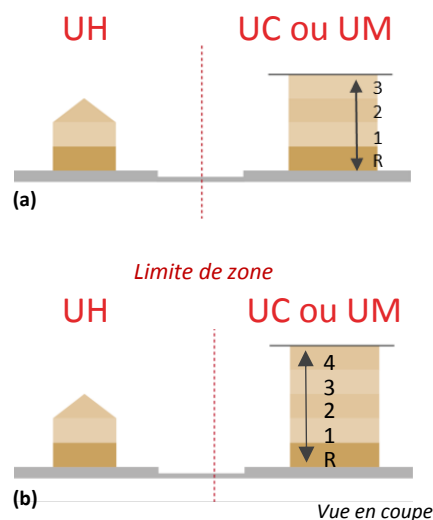 UH UC ou UM
3
2
1
R
(a)
Limite de zone
UH UC ou UM
4
3
2
1
R
(b)
Vue en coupe